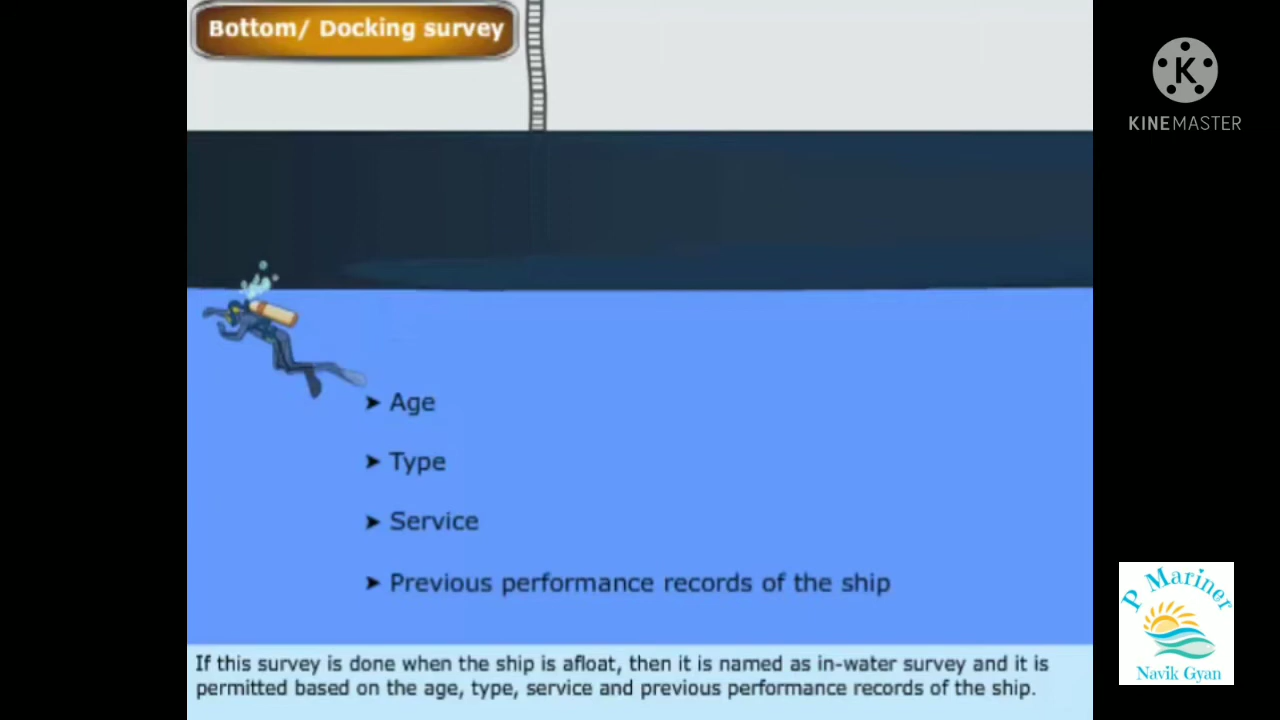 Bottom/ Docking survey
K
KINEMASTER
➤ Age
➤ Type
➤ Service
➤ Previous performance records of the ship
P Mariner
Navik Gyan
If this survey is done when the ship is afloat, then it is named as in-water survey and it is
permitted based on the age, type, service and previous performance records of the ship.